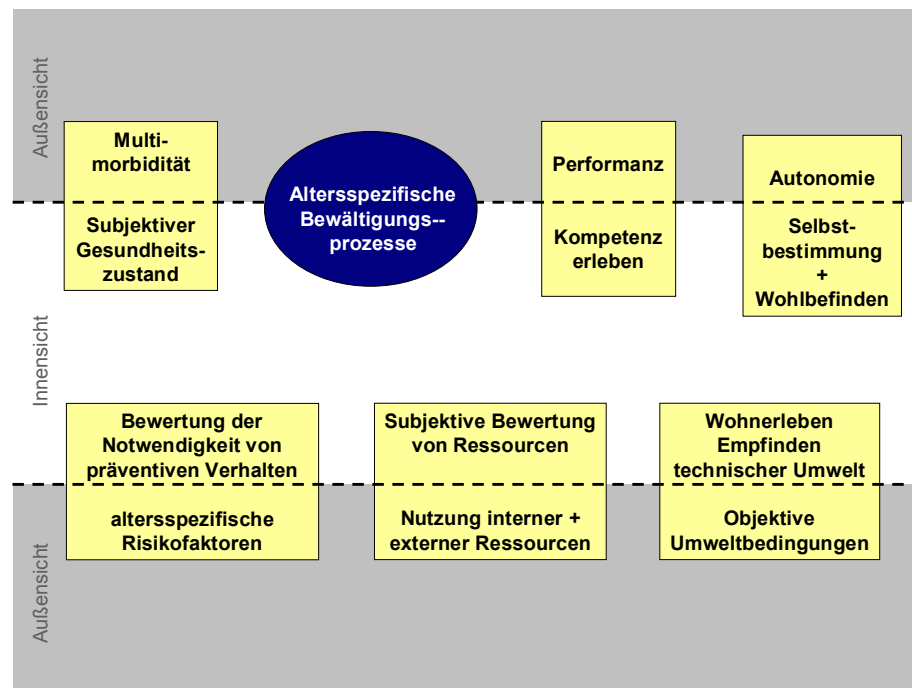 Außensicht
Multi-
morbidität
Subjektiver
Gesundheits-
zustand
Altersspezifische
Bewältigungs--
prozesse
Performanz
Kompetenz
erleben
Autonomie
Selbst-
bestimmung
+
Wohlbefinden
Innensicht
Bewertung der
Notwendigkeit von
präventiven Verhalten
altersspezifische
Risikofaktoren
Subjektive Bewertung
von Ressourcen
Nutzung interner +
externer Ressourcen
Wohnerleben
Empfinden
technischer Umwelt
Objektive
Umweltbedingungen
Außensicht